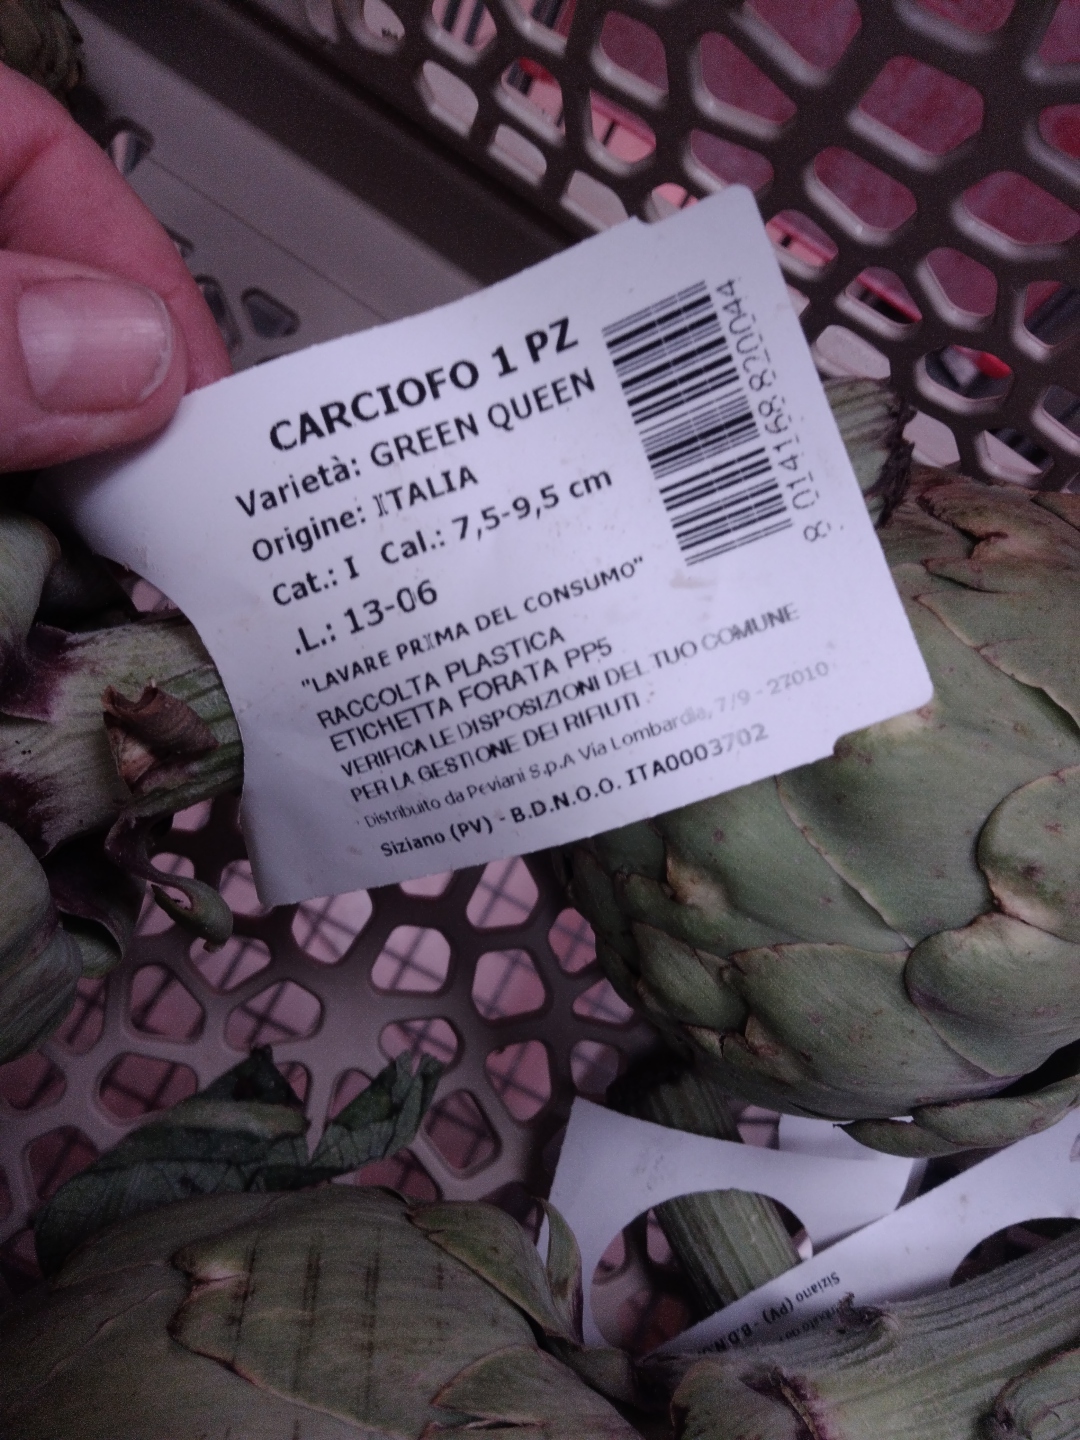 CARCIOFO 1 PZ
Varietà: GREEN QUEEN
Origine: ITALIA
Cat.: I Cal.: 7,5-9,5 cm
.L.: 13-06
"LAVARE PRIMA DEL CONSUMO"
RACCOLTA PLASTICA
ETICHETTA FORATA PP5
VERIFICA LE DISPOSIZIONI DEL TUO COMUNE
PER LA GESTIONE DEI RIFIUTI .-
Distribuito da Peviani S.p.A Via Lombardia, 7/9 - 27010
Siziano (PV) - B.D.N.O.O. ITA0003702
8 014168 820044
Siziano (PV) - B.D.N.